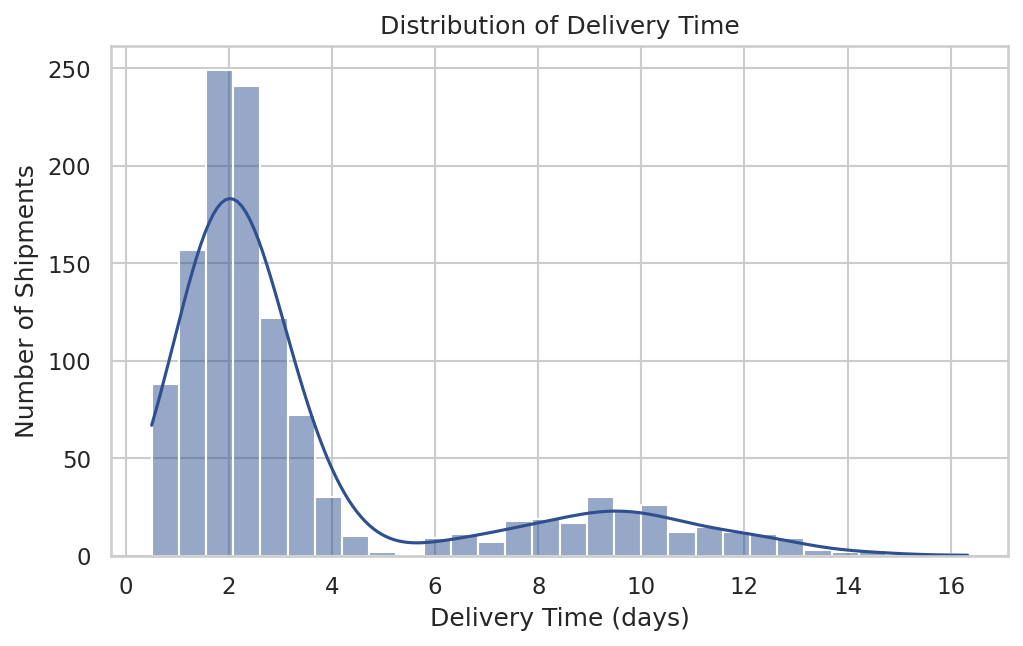 Distribution of Delivery Time
Number of Shipments
250
200
150
100
50
0
0 2 4 6 8 10 12 14 16
Delivery Time (days)